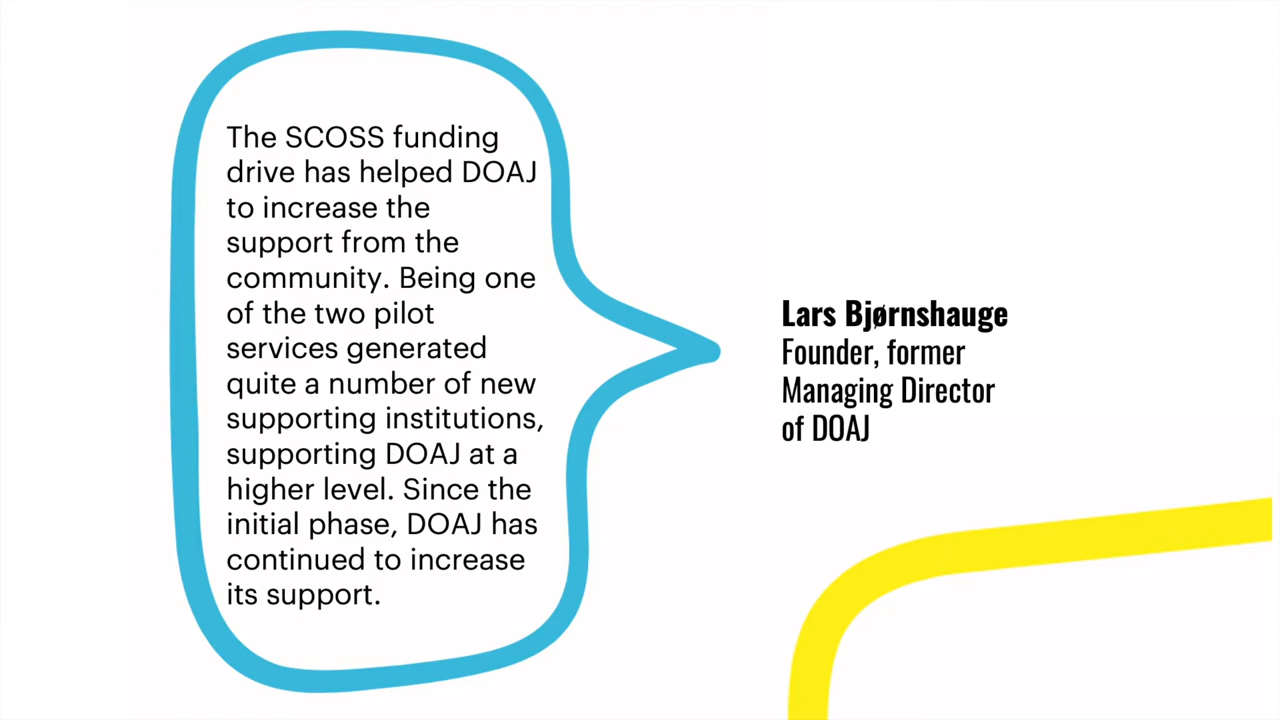 The SCOSS funding
drive has helped DOAJ
to increase the
support from the
community. Being one
of the two pilot
services generated
quite a number of new
supporting institutions,
supporting DOAJ at a
higher level. Since the
initial phase, DOAJ has
continued to increase
its support.
Lars Bjørnshauge
Founder, former
Managing Director
of DOAJ